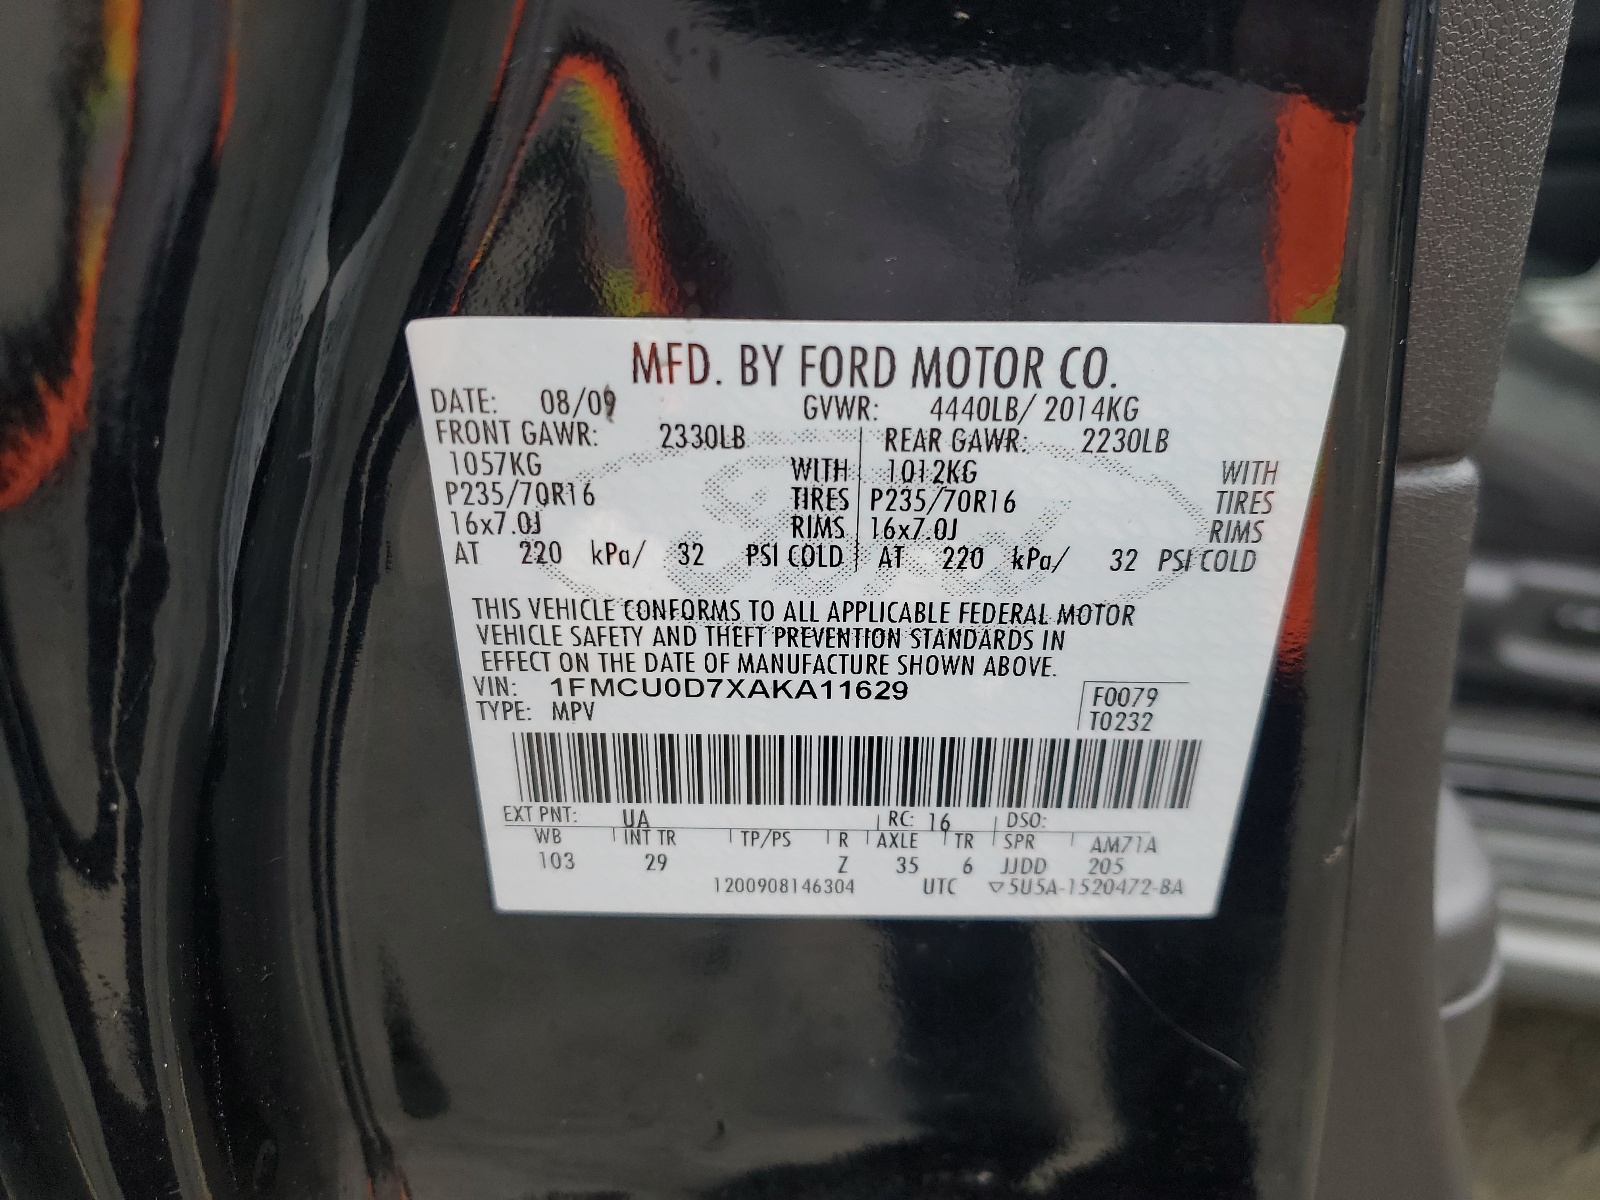 MFD. BY FORD MOTOR CO.
DATE: 08/09 GVWR: 4440LB/ 2014KG
FRONT GAWR: 2330LB REAR GAWR: 2230LB
1057KG WITH 1012KG WITH
P235/70R16 TIRES P235/70R16 TIRES
16x7.0J RIMS 16x7.0J RIMS
AT 220 kPa/ 32 PSI COLD AT 220 kPa/ 32 PSI COLD
THIS VEHICLE CONFORMS TO ALL APPLICABLE FEDERAL MOTOR
VEHICLE SAFETY AND THEFT PREVENTION STANDARDS IN
EFFECT ON THE DATE OF MANUFACTURE SHOWN ABOVE.
VIN: 1FMCU0D7XAKA11629 F0079
TYPE: MPV T0232
EXT PNT: UA RC: 16 DSO:
WB INT TR TP/PS R AXLE TR SPR AM71A
103 29 Z 35 6 JJDD 205
1200908146304 UTC ▽5U5A-1520472-BA